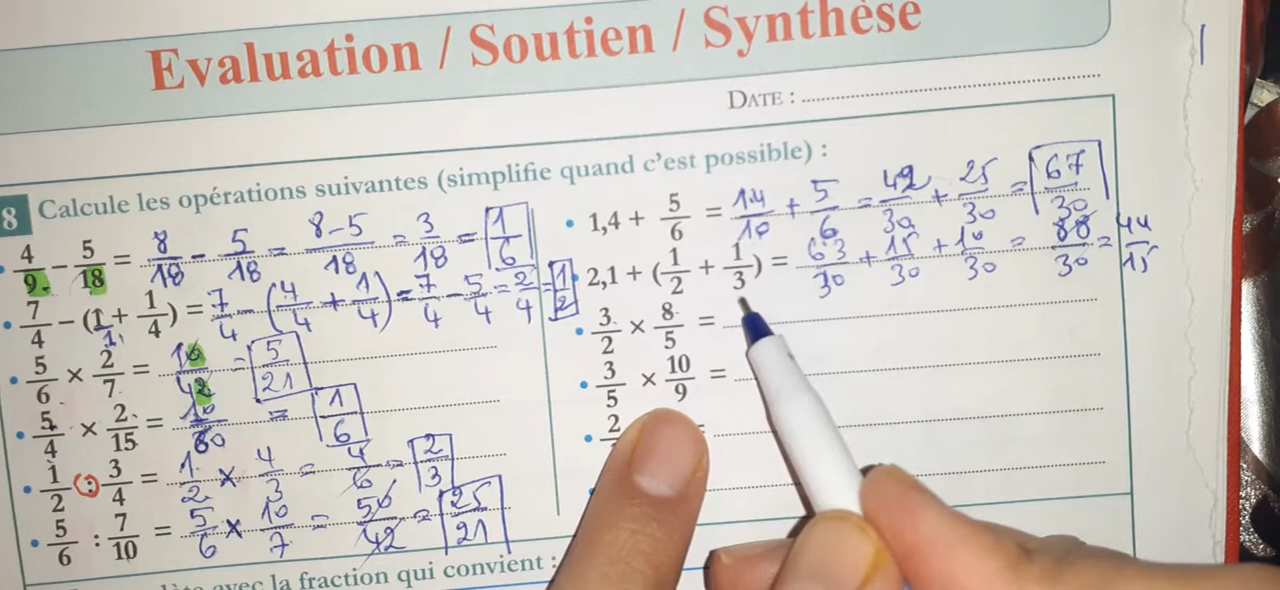 Evaluation / Soutien / Synthèse
DATE :
8 Calcule les opérations suivantes (simplifie quand c'est possible) :
• 4/9 - 5/18 = 8/18 - 5/18 = 8-5/18 = 3/18 = 1/6
• 7/4 - (1 + 1/4) = 7/4 - (4/4 + 1/4) = 7/4 - 5/4 = 2/4 = 1/2
• 5/6 × 2/7 = 10/42 = 5/21
• 5/4 × 2/15 = 10/60 = 1/6
• 1/2 : 3/4 = 1/2 × 4/3 = 4/6 = 2/3
• 5/6 : 7/10 = 5/6 × 10/7 = 50/42 = 25/21
• 1,4 + 5/6 = 14/10 + 5/6 = 42/30 + 25/30 = 67/30
• 2,1 + (1/2 + 1/3) = 63/30 + 15/30 + 10/30 = 88/30 = 44/15
• 3/2 × 8/5 =
• 3/5 × 10/9 =
• 2
avec la fraction qui convient :